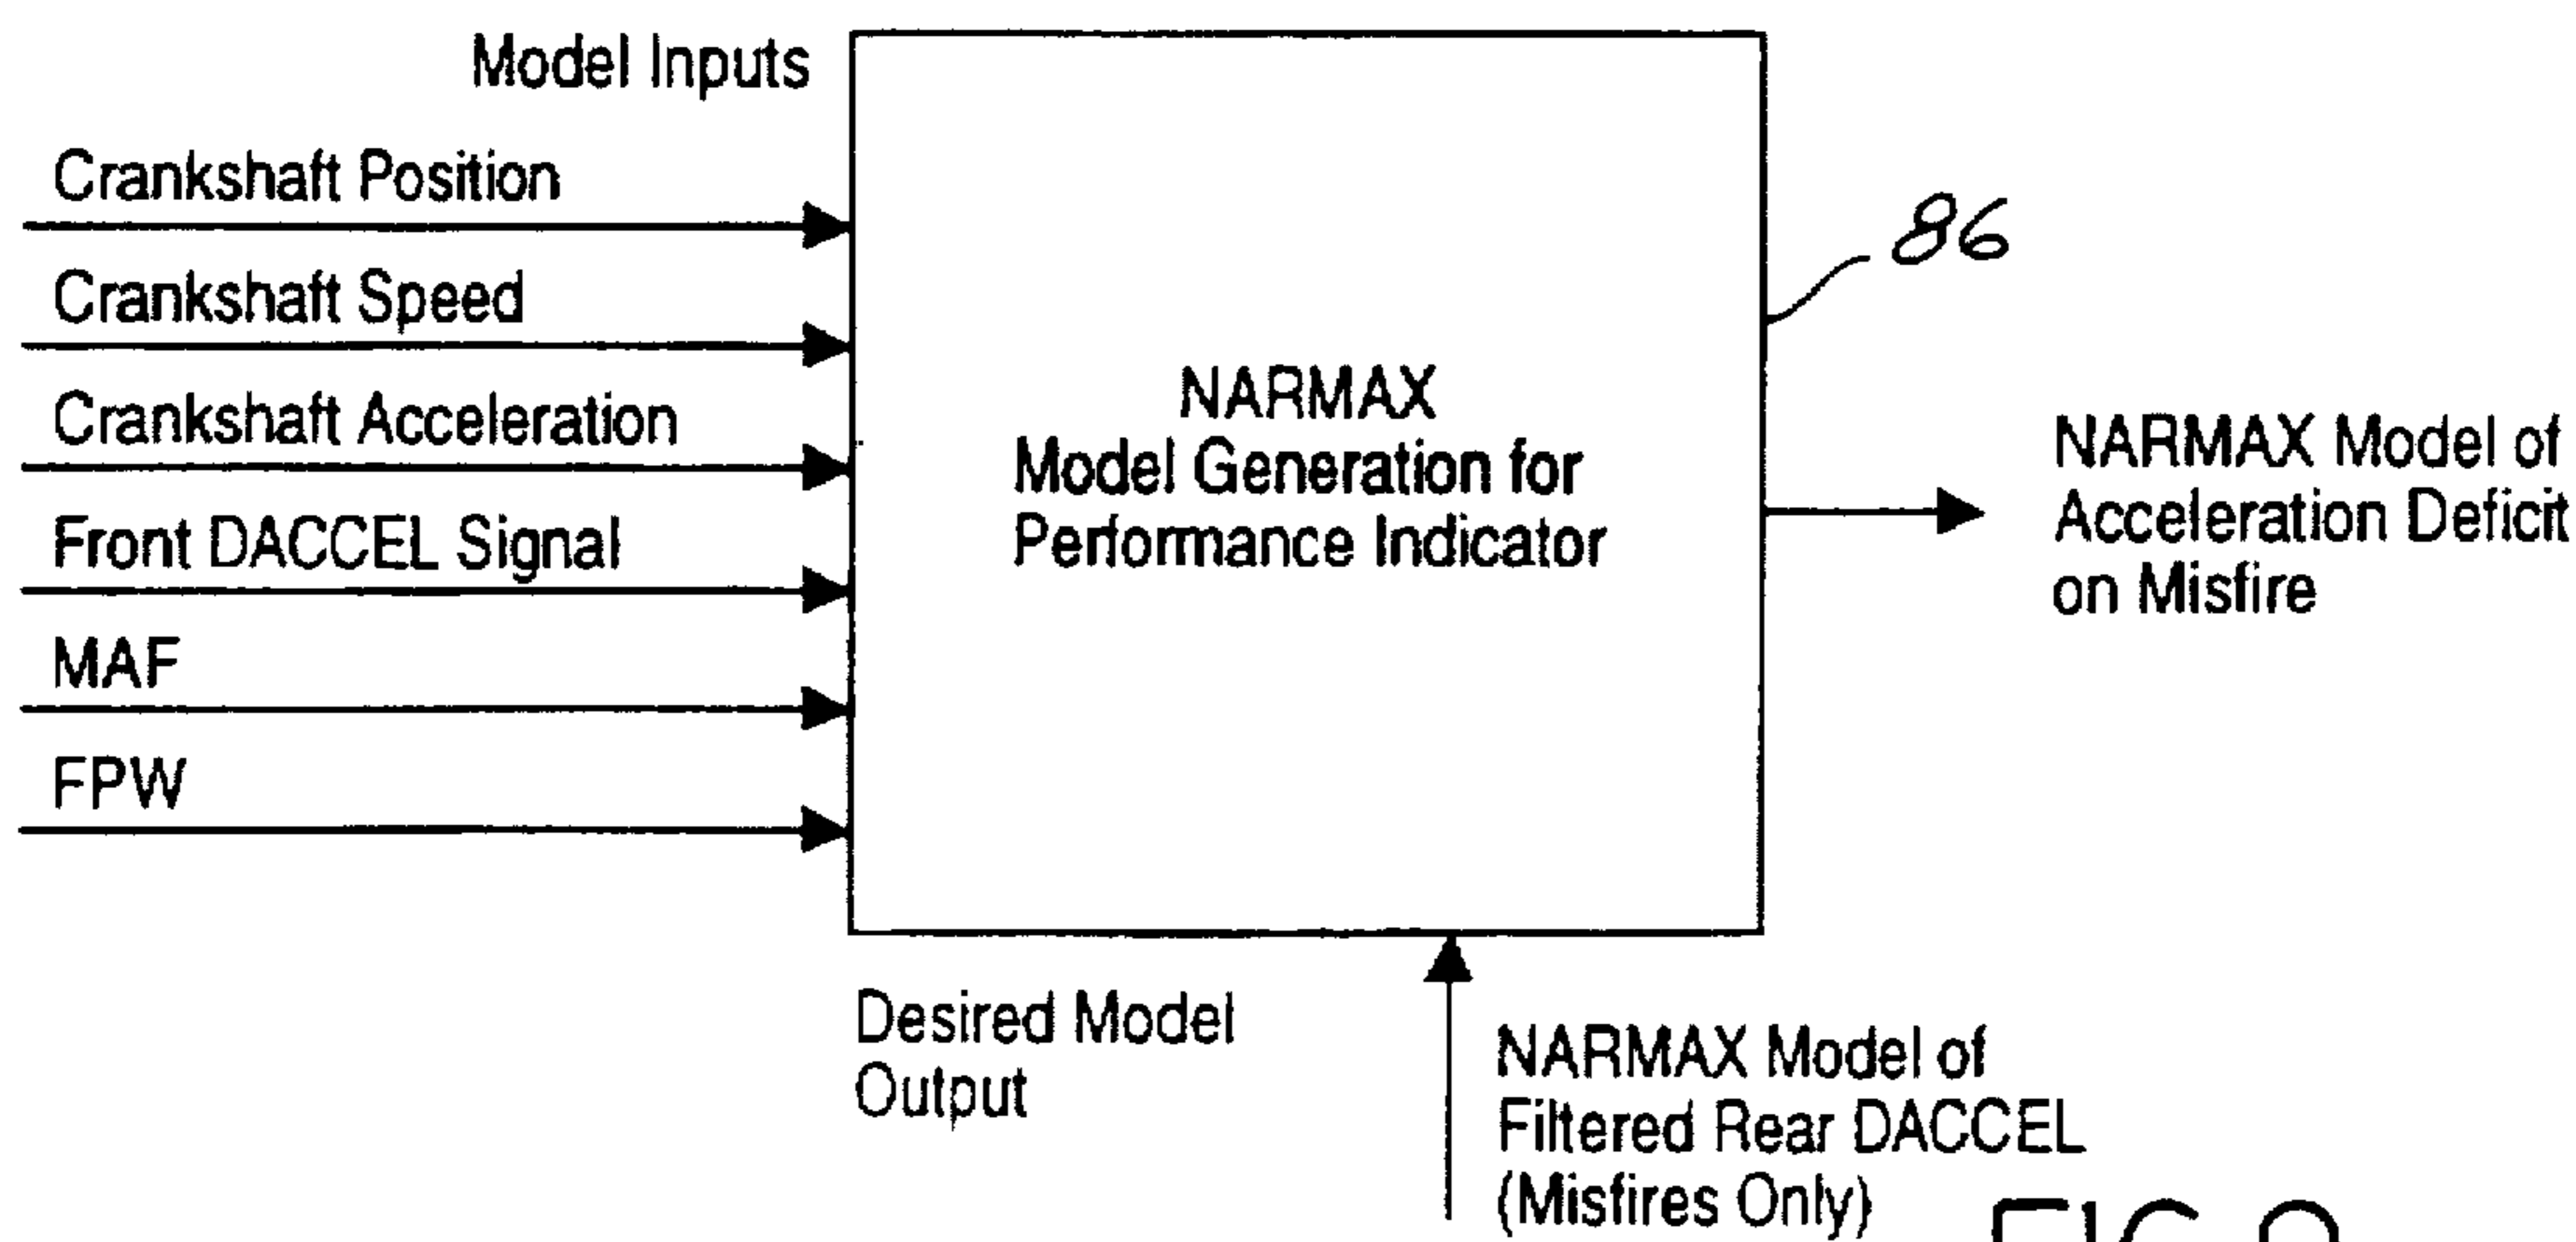 Model Inputs
Crankshaft Position
Crankshaft Speed
Crankshaft Acceleration
Front DACCEL Signal
MAF
FPW
NARMAX
Model Generation for
Performance Indicator
86
NARMAX Model of
Acceleration Deficit
on Misfire
Desired Model
Output
NARMAX Model of
Filtered Rear DACCEL
(Misfires Only)